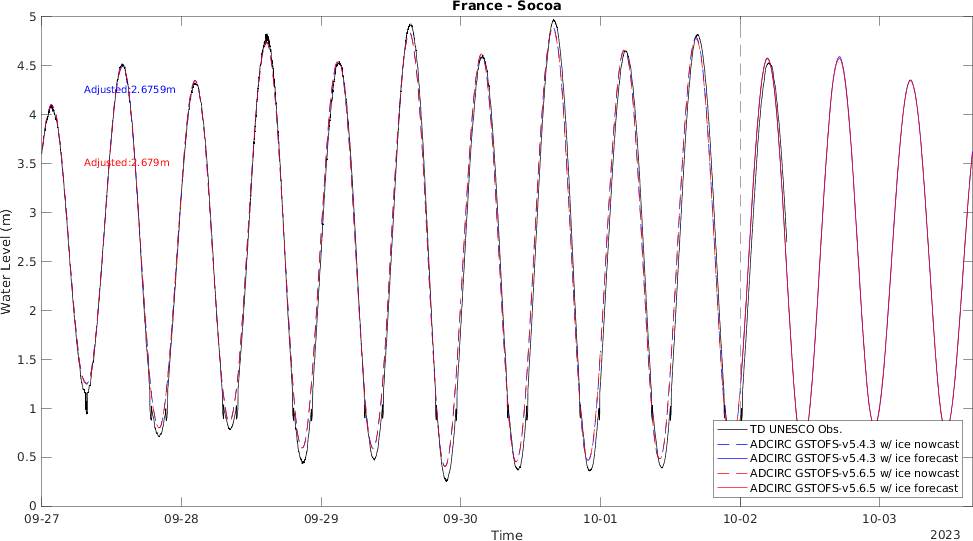 France - Socoa
5
4.5
4
3.5
3
2.5
2
1.5
1
0.5
0
Water Level (m)
Adjusted:2.6759m
Adjusted:2.679m
TD UNESCO Obs.
ADCIRC GSTOFS-v5.4.3 w/ ice nowcast
ADCIRC GSTOFS-v5.4.3 w/ ice forecast
ADCIRC GSTOFS-v5.6.5 w/ ice nowcast
ADCIRC GSTOFS-v5.6.5 w/ ice forecast
09-27 09-28 09-29 09-30 10-01 10-02 10-03
Time
2023